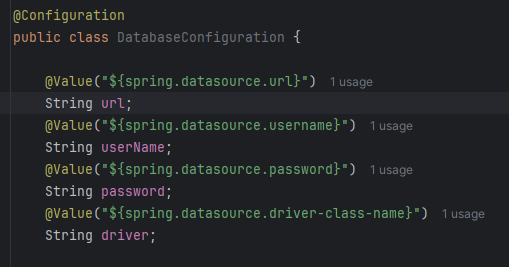 @Configuration
public class DatabaseConfiguration {
@Value("${spring.datasource.url}") 1 usage
String url;
@Value("${spring.datasource.username}") 1 usage
String userName;
@Value("${spring.datasource.password}") 1 usage
String password;
@Value("${spring.datasource.driver-class-name}") 1 usage
String driver;